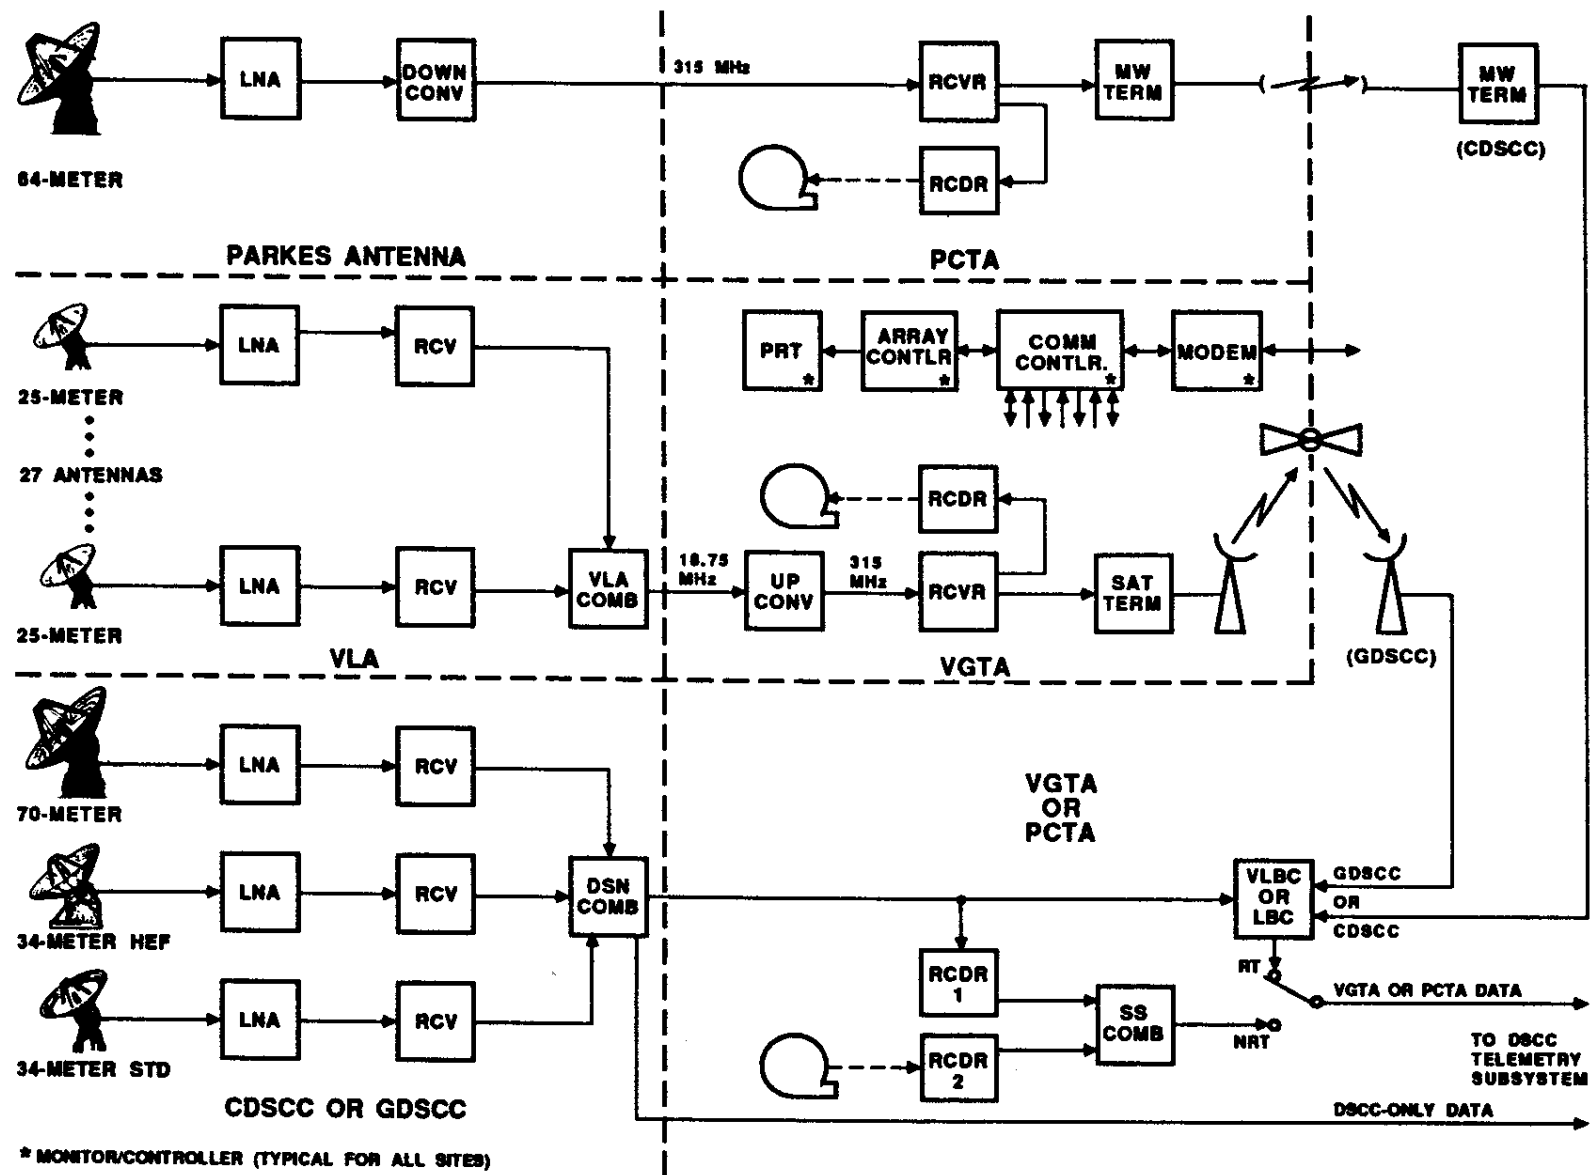 LNA
DOWN
CONV
315 MHz
RCVR
MW
TERM
MW
TERM
(CDSCC)
RCDR
64-METER
PARKES ANTENNA
PCTA
LNA
RCV
25-METER
27 ANTENNAS
PRT
*
ARRAY
CONTLR
*
COMM
CONTLR.
*
MODEM
*
RCDR
LNA
RCV
VLA
COMB
18.75
MHz
UP
CONV
315
MHz
RCVR
SAT
TERM
25-METER
VLA
VGTA
(GDSCC)
LNA
RCV
70-METER
VGTA
OR
PCTA
LNA
RCV
DSN
COMB
34-METER HEF
VLBC
OR
LBC
GDSCC
OR
CDSCC
RT
RCDR
1
VGTA OR PCTA DATA
LNA
RCV
34-METER STD
SS
COMB
NRT
RCDR
2
TO DSCC
TELEMETRY
SUBSYSTEM
CDSCC OR GDSCC
DSCC-ONLY DATA
* MONITOR/CONTROLLER (TYPICAL FOR ALL SITES)